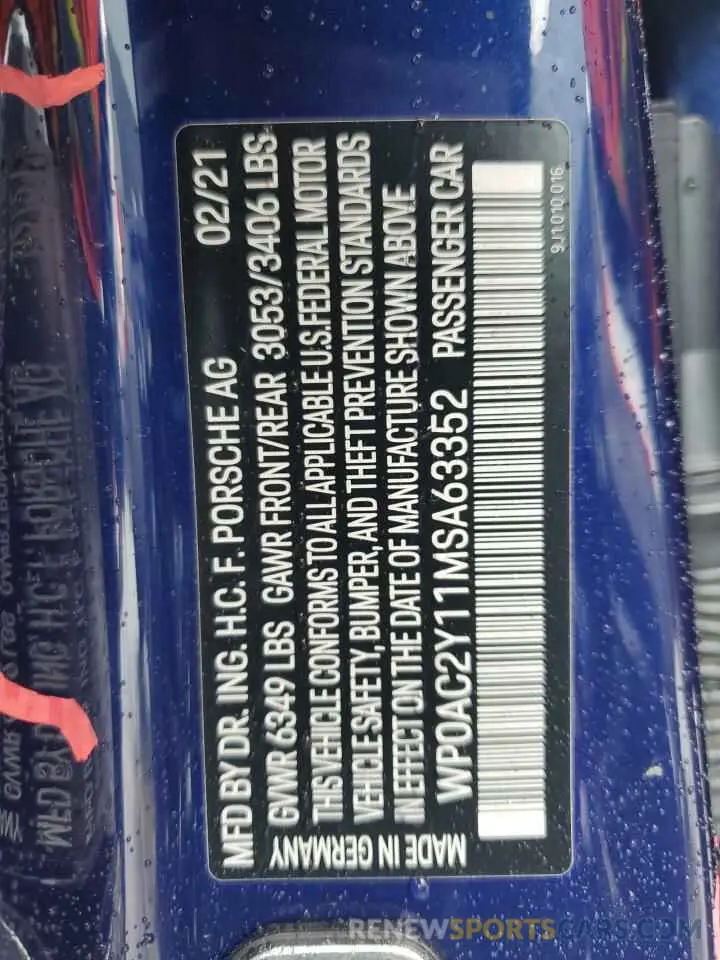 MFD BY DR. ING. H.C. F. PORSCHE AG 02/21
GVWR 6349 LBS GAWR FRONT/REAR 3053/3406 LBS
THIS VEHICLE CONFORMS TO ALL APPLICABLE U.S. FEDERAL MOTOR
VEHICLE SAFETY, BUMPER, AND THEFT PREVENTION STANDARDS
IN EFFECT ON THE DATE OF MANUFACTURE SHOWN ABOVE
WP0AC2Y11MSA63352 PASSENGER CAR
MADE IN GERMANY
9J1 010 016
RENEWSPORTSCARS.COM